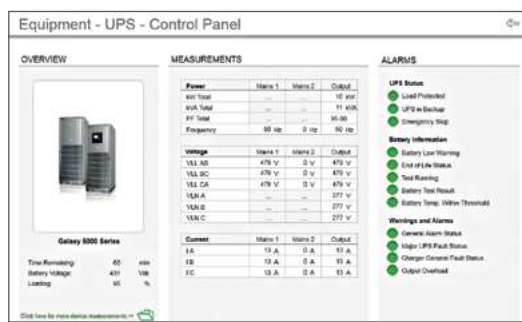 Equipment - UPS - Control Panel
OVERVIEW
Galaxy 5000 Series
Time Remaining: 60 min
Battery Voltage: 431 Vdc
Loading: %
Click here for more device measurements
MEASUREMENTS
Power Mains 1 Mains 2 Output
kW Total ... ... 10 kW
kVA Total ... ... 11 kVA
PF Total ... ...
Frequency 60 Hz 0 Hz 60 Hz
Voltage Mains 1 Mains 2 Output
VLL AB 479 V 0 V 479 V
VLL BC 479 V 0 V 479 V
VLL CA 479 V 0 V 479 V
VLN A ... ... 277 V
VLN B ... ... 277 V
VLN C ... ... 277 V
Current Mains 1 Mains 2 Output
I A 13 A 0 A 13 A
I B 13 A 0 A 13 A
I C 13 A 0 A 13 A
ALARMS
UPS Status
Load Protected
UPS in Backup
Emergency Stop
Battery Information
Battery Low Warning
End of Life Status
Test Running
Battery Test Result
Battery Temp. Within Threshold
Warnings and Alarms
General Alarm Status
Major UPS Fault Status
Charger General Fault Status
Output Overload